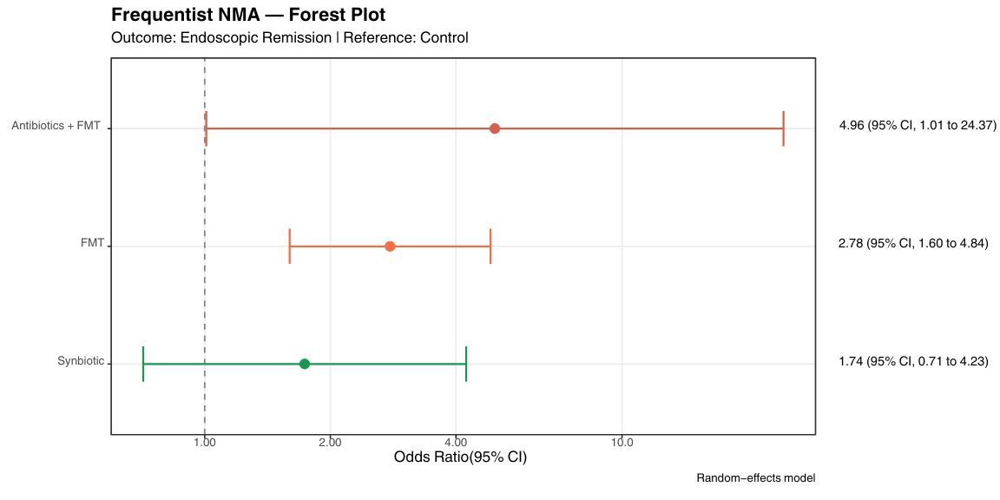 Frequentist NMA — Forest Plot
Outcome: Endoscopic Remission | Reference: Control
Antibiotics + FMT
4.96 (95% CI, 1.01 to 24.37)
FMT
2.78 (95% CI, 1.60 to 4.84)
Synbiotic
1.74 (95% CI, 0.71 to 4.23)
1.00 2.00 4.00 10.0
Odds Ratio(95% CI)
Random−effects model